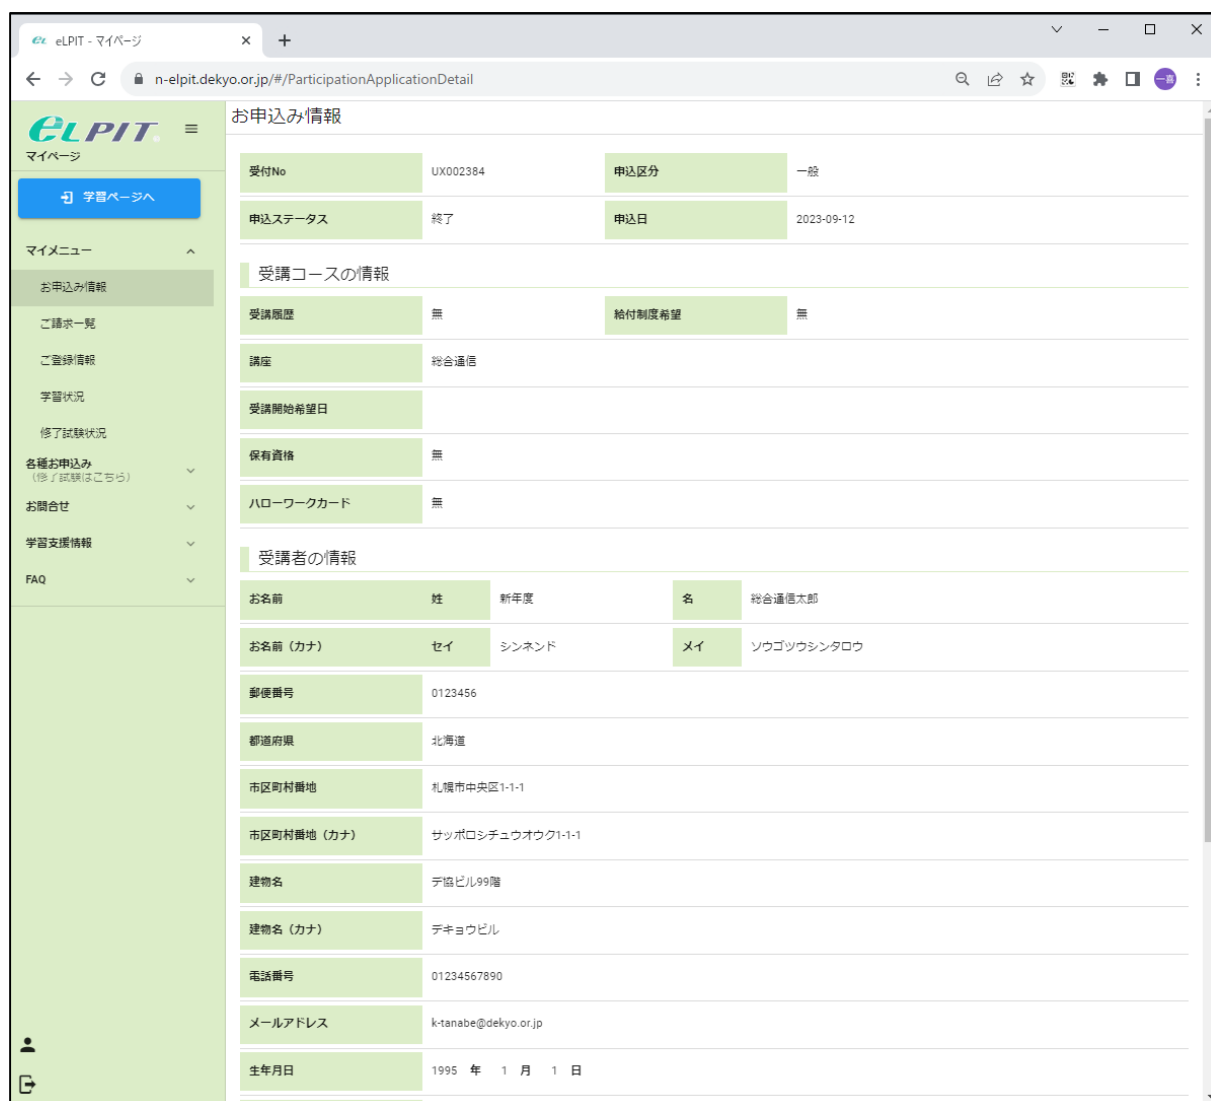 eLPIT - マイページ
n-elpit.dekyo.or.jp/#/ParticipationApplicationDetail
一喜
eLPIT
マイページ
学習ページへ
マイメニュー
お申込み情報
ご請求一覧
ご登録情報
学習状況
修了試験状況
各種お申込み
（修了試験はこちら）
お問合せ
学習支援情報
FAQ
お申込み情報
受付No UX002384 申込区分 一般
申込ステータス 終了 申込日 2023-09-12
受講コースの情報
受講履歴 無 給付制度希望 無
講座 総合通信
受講開始希望日
保有資格 無
ハローワークカード 無
受講者の情報
お名前 姓 新年度 名 総合通信太郎
お名前（カナ） セイ シンネンド メイ ソウゴツウシンタロウ
郵便番号 0123456
都道府県 北海道
市区町村番地 札幌市中央区1-1-1
市区町村番地（カナ） サッポロシチュウオウク1-1-1
建物名 デ協ビル99階
建物名（カナ） デキョウビル
電話番号 01234567890
メールアドレス k-tanabe@dekyo.or.jp
生年月日 1995 年 1 月 1 日